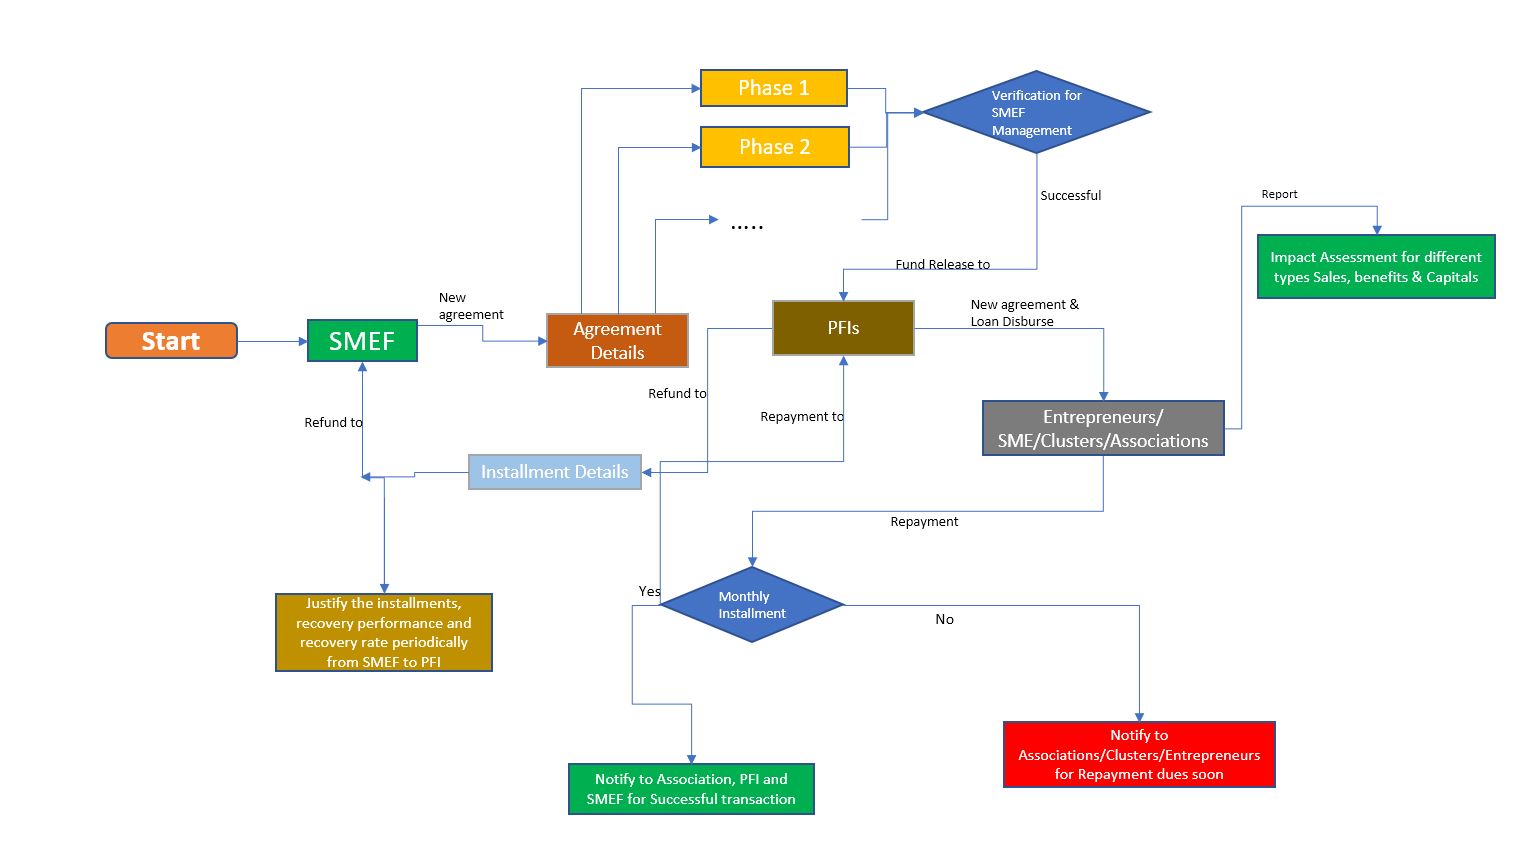 Phase 1
Verification for
SMEF
Management
Phase 2
Successful
Report
.....
Impact Assessment for different
types Sales, benefits & Capitals
Fund Release to
New
agreement
New agreement &
Loan Disburse
Start
SMEF
Agreement
Details
PFIs
Refund to
Repayment to
Refund to
Entrepreneurs/
SME/Clusters/Associations
Installment Details
Repayment
Yes
Monthly
Installment
No
Justify the installments,
recovery performance and
recovery rate periodically
from SMEF to PFI
Notify to
Associations/Clusters/Entrepreneurs
for Repayment dues soon
Notify to Association, PFI and
SMEF for Successful transaction